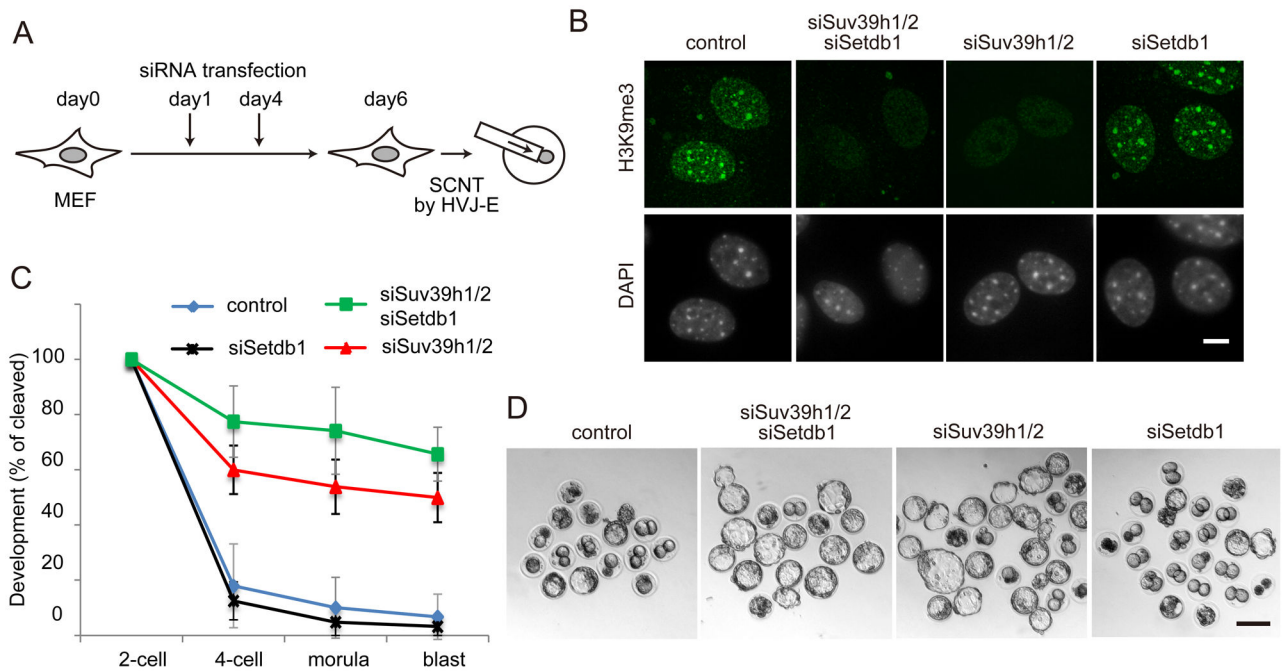 A
siRNA transfection
day0
day1
day4
day6
MEF
SCNT
by HVJ-E
B
control
siSuv39h1/2
siSetdb1
siSuv39h1/2
siSetdb1
H3K9me3
DAPI
C
control
siSuv39h1/2
siSetdb1
siSetdb1
siSuv39h1/2
Development (% of cleaved)
100
80
60
40
20
0
2-cell
4-cell
morula
blast
D
control
siSuv39h1/2
siSetdb1
siSuv39h1/2
siSetdb1